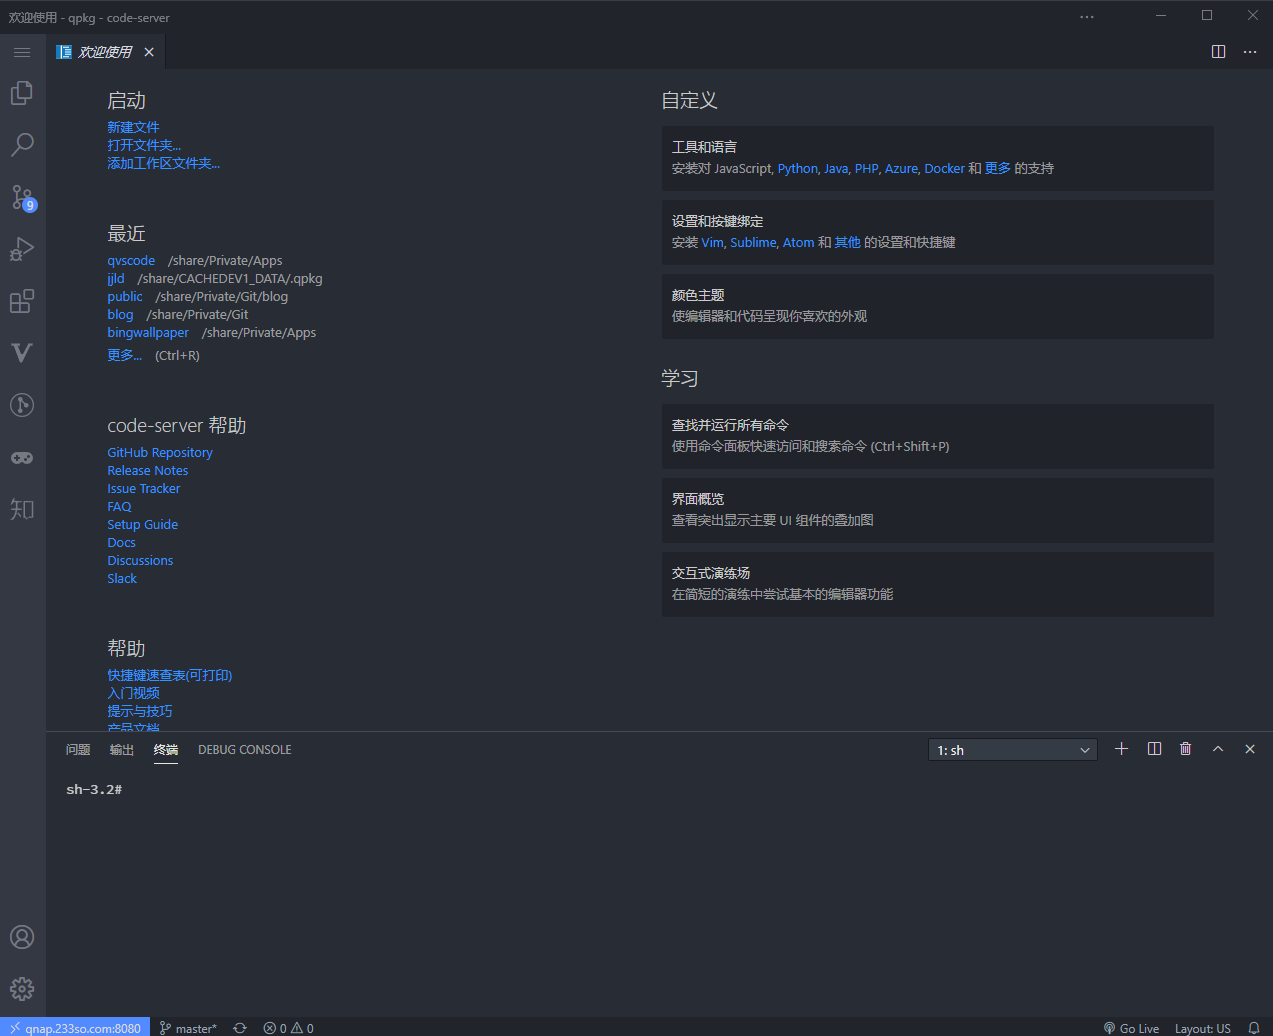 欢迎使用 - qpkg - code-server
欢迎使用
启动
新建文件
打开文件夹...
添加工作区文件夹...
最近
qvscode /share/Private/Apps
jjld /share/CACHEDEV1_DATA/.qpkg
public /share/Private/Git/blog
blog /share/Private/Git
bingwallpaper /share/Private/Apps
更多... (Ctrl+R)
code-server 帮助
GitHub Repository
Release Notes
Issue Tracker
FAQ
Setup Guide
Docs
Discussions
Slack
帮助
快捷键速查表(可打印)
入门视频
提示与技巧
产品文档
自定义
工具和语言
安装对 JavaScript, Python, Java, PHP, Azure, Docker 和 更多 的支持
设置和按键绑定
安装 Vim, Sublime, Atom 和 其他 的设置和快捷键
颜色主题
使编辑器和代码呈现你喜欢的外观
学习
查找并运行所有命令
使用命令面板快速访问和搜索命令 (Ctrl+Shift+P)
界面概览
查看突出显示主要 UI 组件的叠加图
交互式演练场
在简短的演练中尝试基本的编辑器功能
9
知
问题 输出 终端 DEBUG CONSOLE 1: sh
sh-3.2#
qnap.233so.com:8080 master* 0 0 Go Live Layout: US